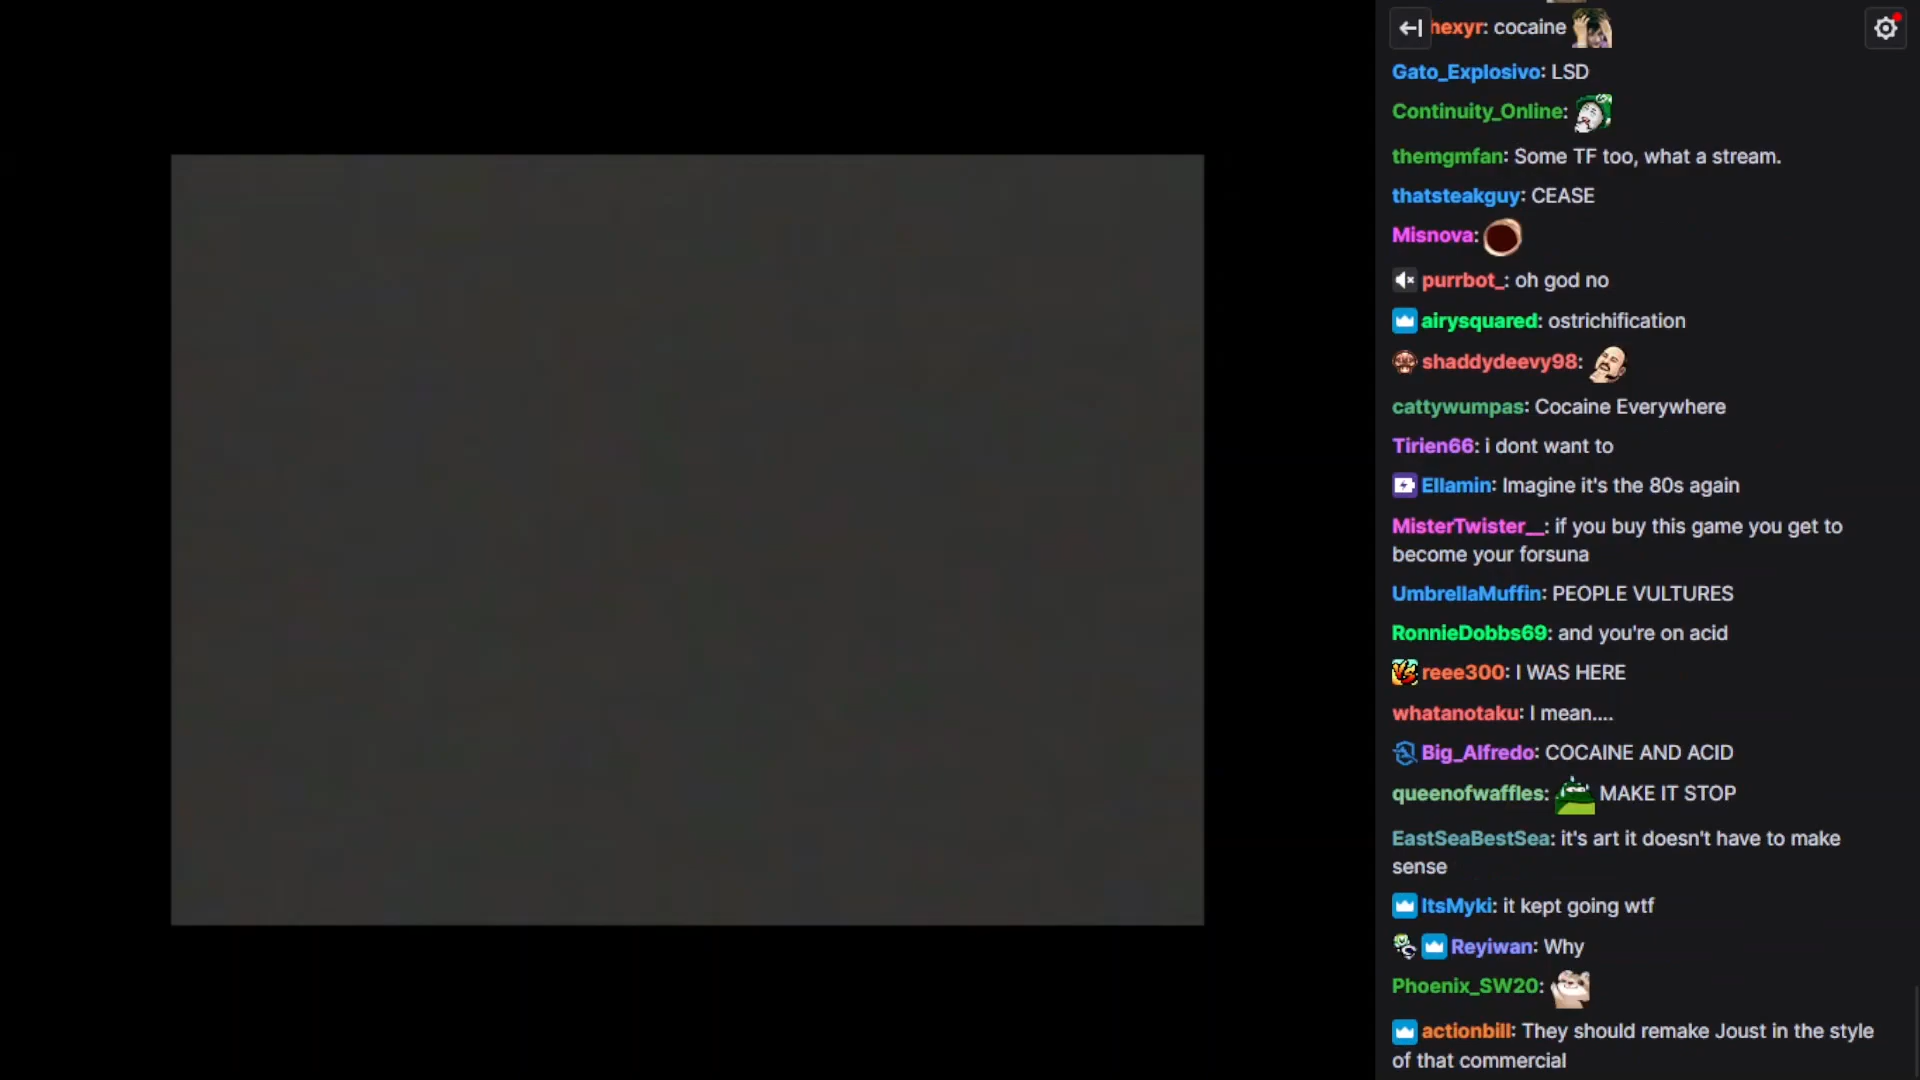 hexyr: cocaine
Gato_Explosivo: LSD
Continuity_Online:
themgmfan: Some TF too, what a stream.
thatsteakguy: CEASE
Misnova:
purrbot_: oh god no
airysquared: ostrichification
shaddydeevy98:
cattywumpas: Cocaine Everywhere
Tirien66: i dont want to
Ellamin: Imagine it's the 80s again
MisterTwister__: if you buy this game you get to
become your forsuna
UmbrellaMuffin: PEOPLE VULTURES
RonnieDobbs69: and you're on acid
reee300: I WAS HERE
whatanotaku: I mean....
Big_Alfredo: COCAINE AND ACID
queenofwaffles: MAKE IT STOP
EastSeaBestSea: it's art it doesn't have to make
sense
ItsMyki: it kept going wtf
Reyiwan: Why
Phoenix_SW20:
actionbill: They should remake Joust in the style
of that commercial